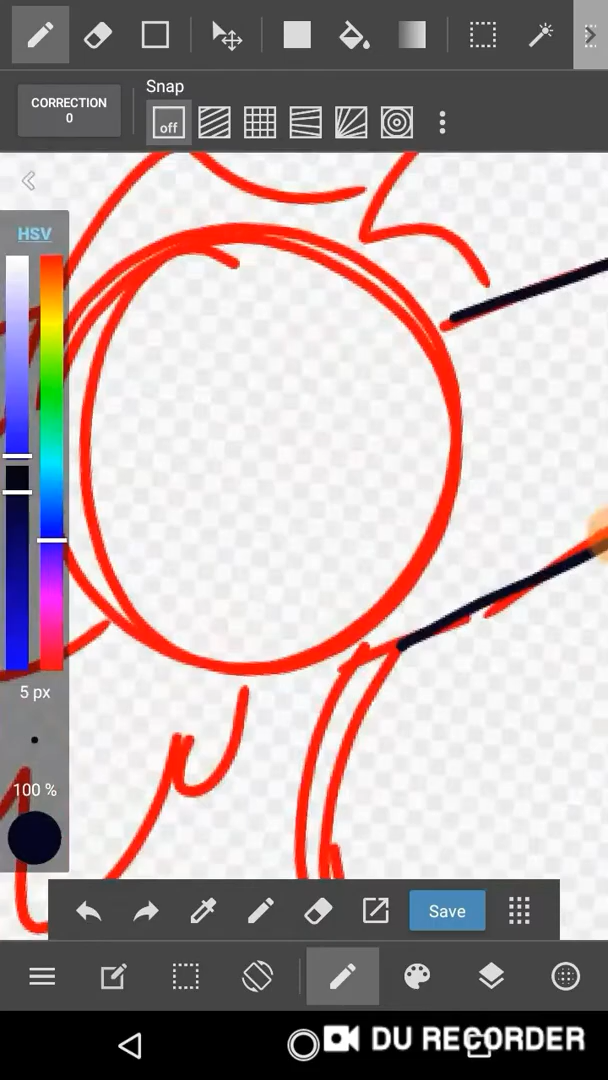 CORRECTION
0
Snap
off
HSV
5 px
100 %
Save
DU RECORDER